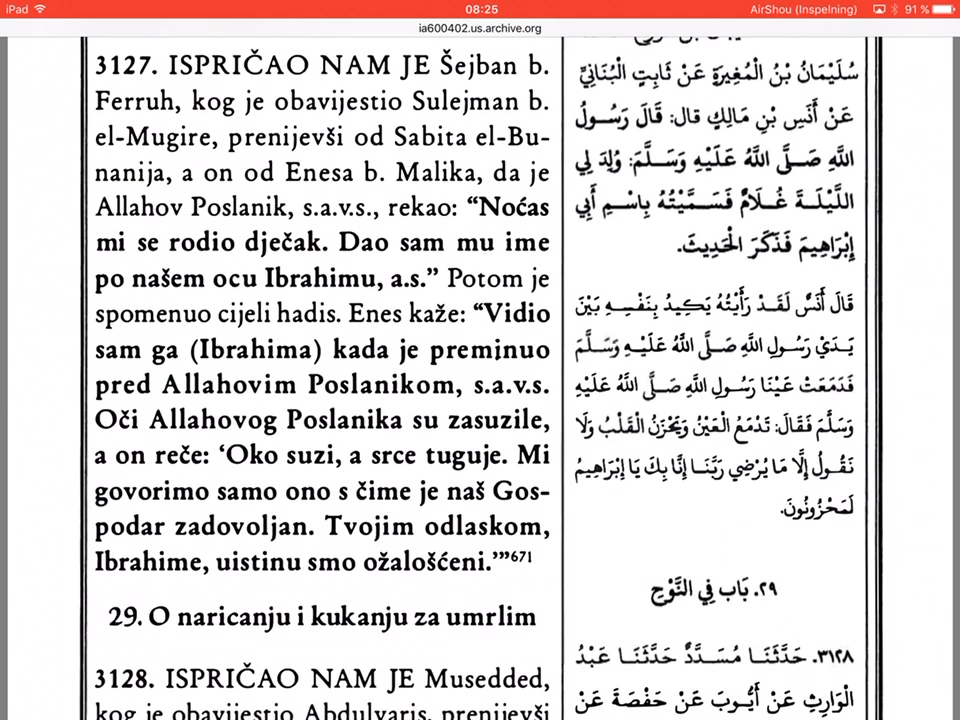 iPad 08:25 AirShou (Inspelning) 91 %
ia600402.us.archive.org
3127. ISPRIČAO NAM JE Šejban b.
Ferruh, kog je obavijestio Sulejman b.
el-Mugire, prenijevši od Sabita el-Bu-
nanija, a on od Enesa b. Malika, da je
Allahov Poslanik, s.a.v.s., rekao: “Noćas
mi se rodio dječak. Dao sam mu ime
po našem ocu Ibrahimu, a.s.” Potom je
spomenuo cijeli hadis. Enes kaže: “Vidio
sam ga (Ibrahima) kada je preminuo
pred Allahovim Poslanikom, s.a.v.s.
Oči Allahovog Poslanika su zasuzile,
a on reče: ‘Oko suzi, a srce tuguje. Mi
govorimo samo ono s čime je naš Gos-
podar zadovoljan. Tvojim odlaskom,
Ibrahime, uistinu smo ožalošćeni.’”671
29. O naricanju i kukanju za umrlim
3128. ISPRIČAO NAM JE Musedded,
kog je obavijestio Abdulvaris, prenijevši
سُلَيْمَانُ بْنُ الْمُغِيرَةِ عَنْ ثَابِتٍ الْبُنَانِيِّ
عَنْ أَنَسِ بْنِ مَالِكٍ قال: قَالَ رَسُولُ
اللَّهِ صَلَّى اللَّهُ عَلَيْهِ وَسَلَّمَ: وُلِدَ لِي
اللَّيْلَةَ غُلَامٌ فَسَمَّيْتُهُ بِاسْمِ أَبِي
إِبْرَاهِيمَ فَذَكَرَ الْحَدِيثَ.
قَالَ أَنَسٌ لَقَدْ رَأَيْتُهُ يَكِيدُ بِنَفْسِهِ بَيْنَ
يَدَيْ رَسُولِ اللَّهِ صَلَّى اللَّهُ عَلَيْهِ وَسَلَّمَ
فَدَمَعَتْ عَيْنَا رَسُولِ اللَّهِ صَلَّى اللَّهُ عَلَيْهِ
وَسَلَّمَ فَقَالَ: تَدْمَعُ الْعَيْنُ وَيَحْزَنُ الْقَلْبُ وَلَا
نَقُولُ إِلَّا مَا يُرْضِي رَبَّنَا إِنَّا بِكَ يَا إِبْرَاهِيمُ
لَمَحْزُونُونَ.
٢٩. بَاب فِي النَّوْحِ
٣١٢٨. حَدَّثَنَا مُسَدَّدٌ حَدَّثَنَا عَبْدُ
الْوَارِثِ عَنْ أَيُّوبَ عَنْ حَفْصَةَ عَنْ